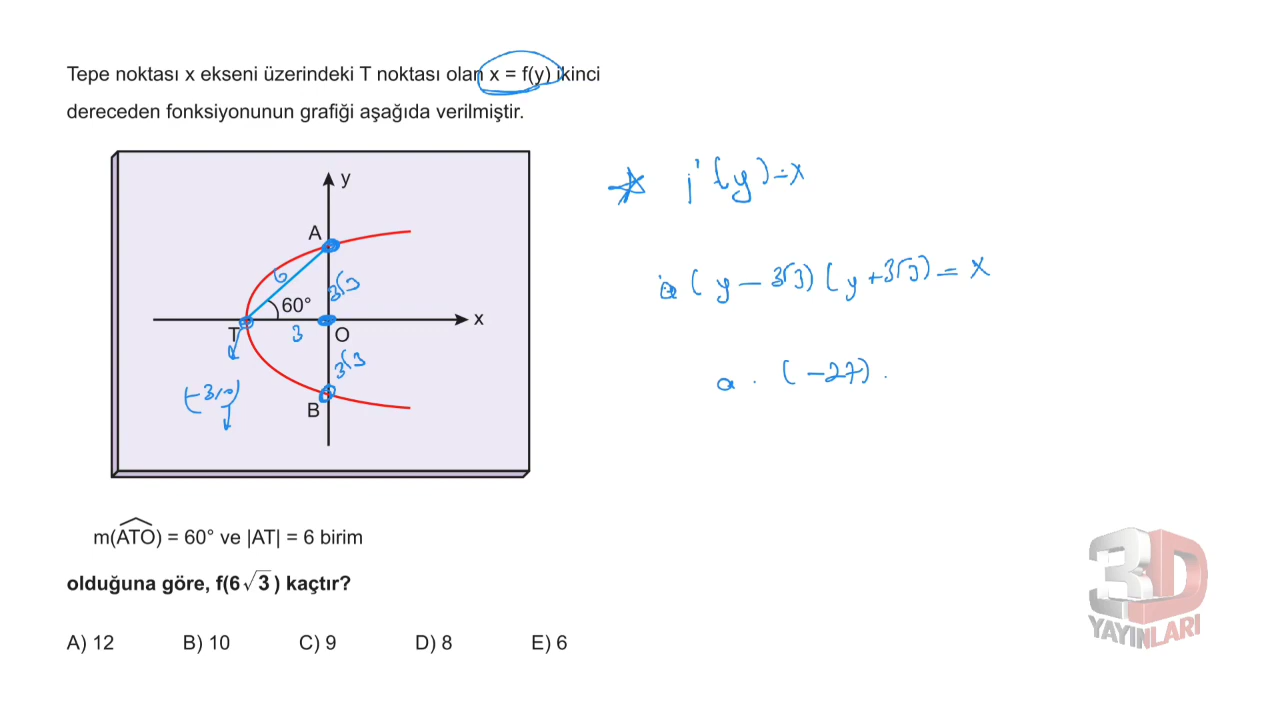 Tepe noktası x ekseni üzerindeki T noktası olan x = f(y) ikinci
dereceden fonksiyonunun grafiği aşağıda verilmiştir.
y
A
6
3√3
60°
x
T
3
O
3√3
(-3,0)
B
f(y)=x
a(y-3√3)(y+3√3)=x
a.(-27).
m(ATO) = 60° ve |AT| = 6 birim
olduğuna göre, f(6√3) kaçtır?
A) 12 B) 10 C) 9 D) 8 E) 6
3D
YAYINLARI